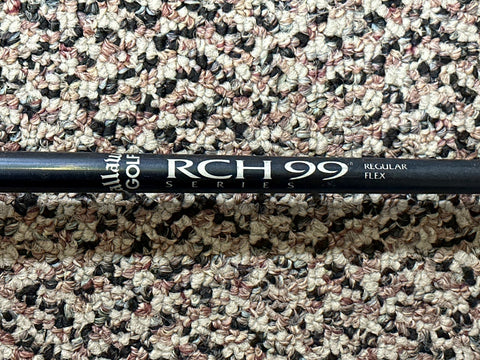 GOLF
RCH 99
SERIES
REGULAR
FLEX